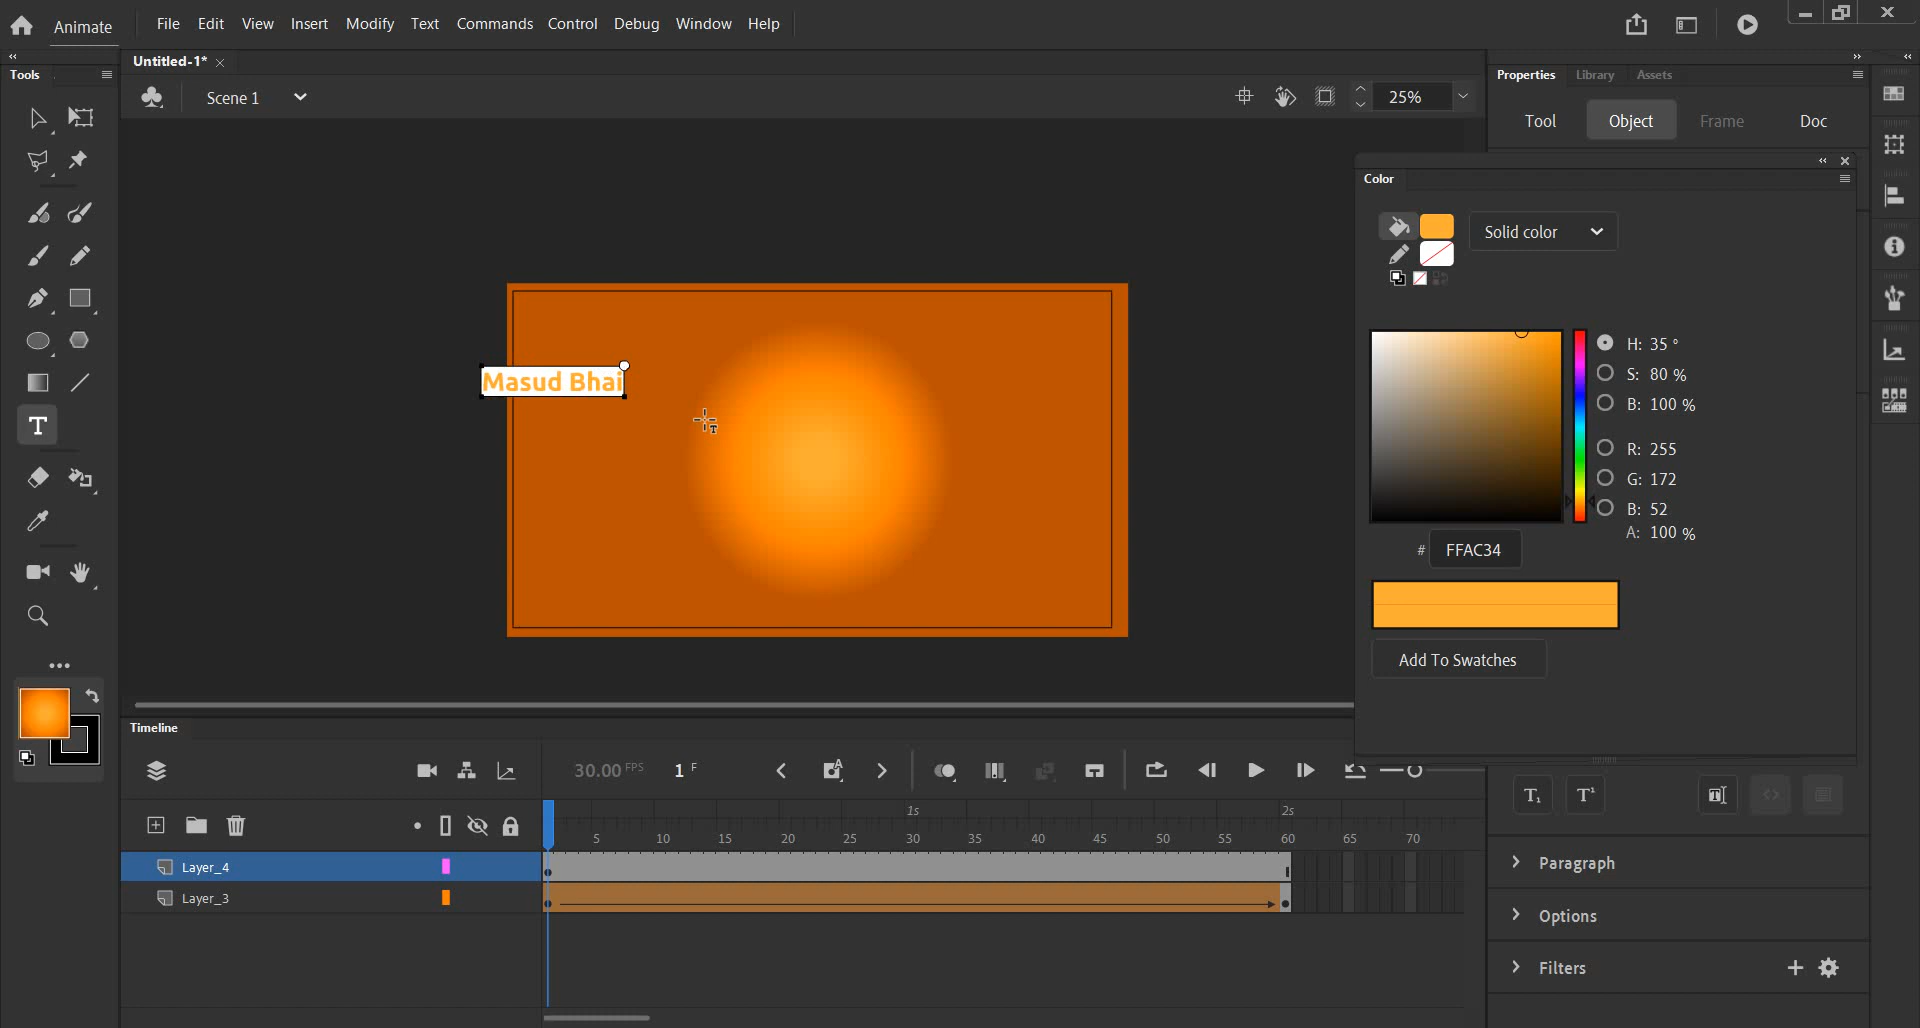 Animate File Edit View Insert Modify Text Commands Control Debug Window Help
Tools
Untitled-1*
Scene 1
25%
Properties Library Assets
Tool Object Frame Doc
Color
Solid color
H: 35 °
S: 80 %
B: 100 %
R: 255
G: 172
B: 52
A: 100 %
# FFAC34
Add To Swatches
Masud Bhai
T
Timeline
30.00 FPS 1 F
1s 2s
5 10 15 20 25 30 35 40 45 50 55 60 65 70
Layer_4
Layer_3
Paragraph
Options
Filters